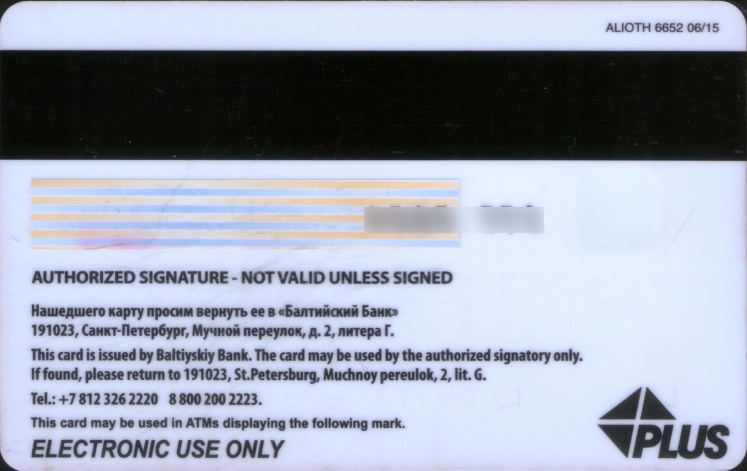 ALIOTH 6652 06/15
AUTHORIZED SIGNATURE - NOT VALID UNLESS SIGNED
Нашедшего карту просим вернуть ее в «Балтийский Банк»
191023, Санкт-Петербург, Мучной переулок, д. 2, литера Г.
This card is issued by Baltiyskiy Bank. The card may be used by the authorized signatory only.
If found, please return to 191023, St.Petersburg, Muchnoy pereulok, 2, lit. G.
Tel.: +7 812 326 2220 8 800 200 2223.
This card may be used in ATMs displaying the following mark.
ELECTRONIC USE ONLY
PLUS